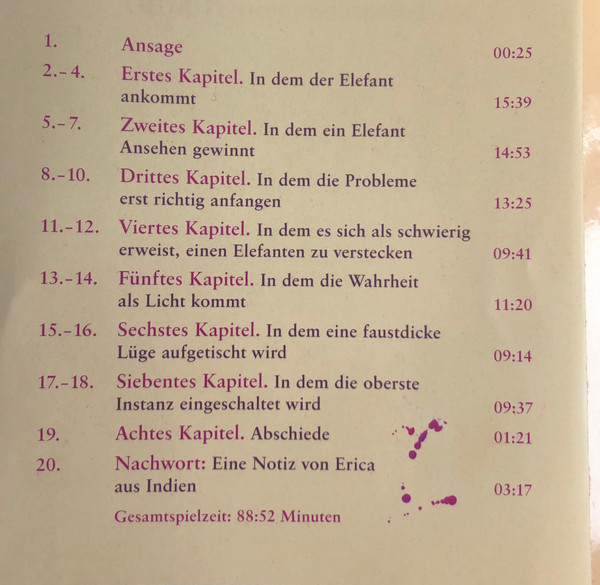 1. Ansage 00:25
2.–4. Erstes Kapitel. In dem der Elefant
ankommt 15:39
5.–7. Zweites Kapitel. In dem ein Elefant
Ansehen gewinnt 14:53
8.–10. Drittes Kapitel. In dem die Probleme
erst richtig anfangen 13:25
11.–12. Viertes Kapitel. In dem es sich als schwierig
erweist, einen Elefanten zu verstecken 09:41
13.–14. Fünftes Kapitel. In dem die Wahrheit
als Licht kommt 11:20
15.–16. Sechstes Kapitel. In dem eine faustdicke
Lüge aufgetischt wird 09:14
17.–18. Siebentes Kapitel. In dem die oberste
Instanz eingeschaltet wird 09:37
19. Achtes Kapitel. Abschiede 01:21
20. Nachwort: Eine Notiz von Erica
aus Indien 03:17
Gesamtspielzeit: 88:52 Minuten